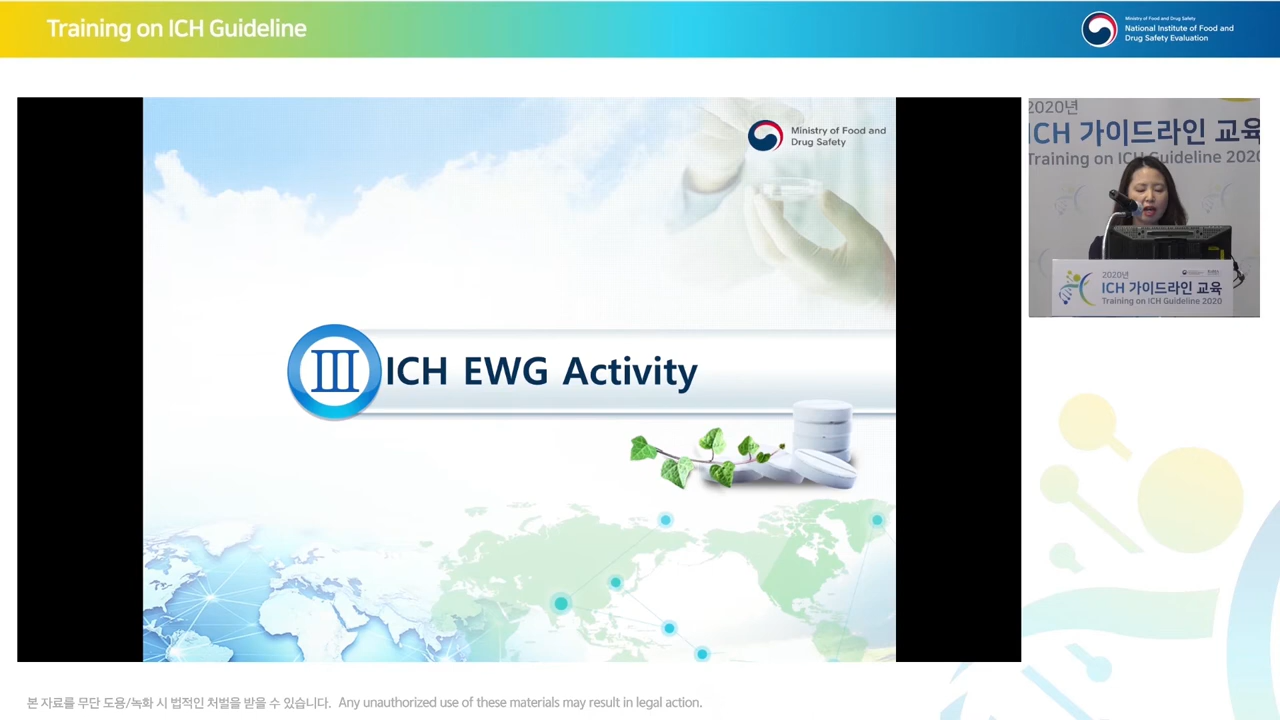 Training on ICH Guideline
Ministry of Food and Drug Safety
National Institute of Food and
Drug Safety Evaluation
Ministry of Food and
Drug Safety
III ICH EWG Activity
2020년
ICH 가이드라인 교육
Training on ICH Guideline 2020
2020년
ICH 가이드라인 교육
Training on ICH Guideline 2020
본 자료를 무단 도용/녹화 시 법적인 처벌을 받을 수 있습니다. Any unauthorized use of these materials may result in legal action.